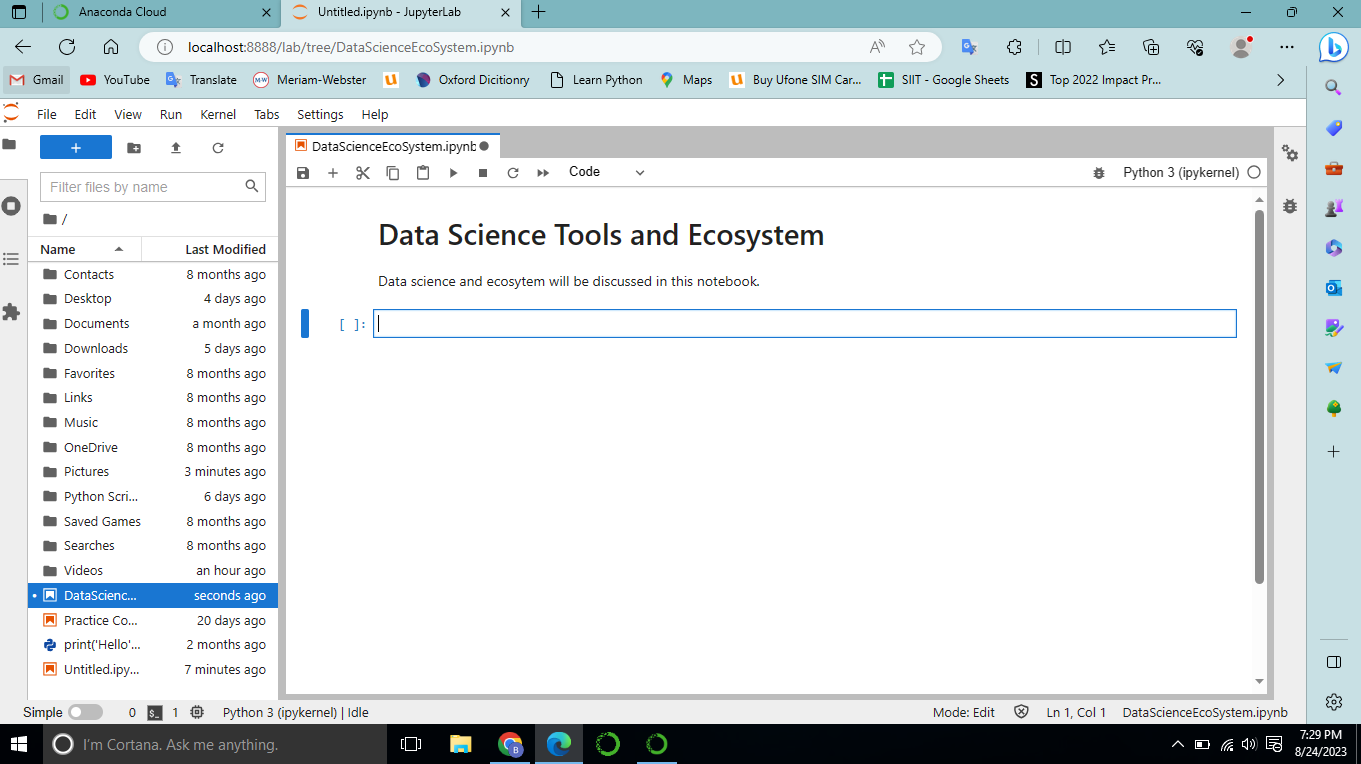 Anaconda Cloud
Untitled.ipynb - JupyterLab
localhost:8888/lab/tree/DataScienceEcoSystem.ipynb
Gmail YouTube Translate Meriam-Webster Oxford Dicitionry Learn Python Maps Buy Ufone SIM Car... SIIT - Google Sheets Top 2022 Impact Pr...
File Edit View Run Kernel Tabs Settings Help
DataScienceEcoSystem.ipynb
Code
Python 3 (ipykernel)
Filter files by name
/
Name Last Modified
Contacts 8 months ago
Desktop 4 days ago
Documents a month ago
Downloads 5 days ago
Favorites 8 months ago
Links 8 months ago
Music 8 months ago
OneDrive 8 months ago
Pictures 3 minutes ago
Python Scri... 6 days ago
Saved Games 8 months ago
Searches 8 months ago
Videos an hour ago
DataScienc... seconds ago
Practice Co... 20 days ago
print('Hello'... 2 months ago
Untitled.ipy... 7 minutes ago
Data Science Tools and Ecosystem
Data science and ecosytem will be discussed in this notebook.
[ ]:
Simple 0 1 Python 3 (ipykernel) | Idle
Mode: Edit Ln 1, Col 1 DataScienceEcoSystem.ipynb
I'm Cortana. Ask me anything.
7:29 PM
8/24/2023